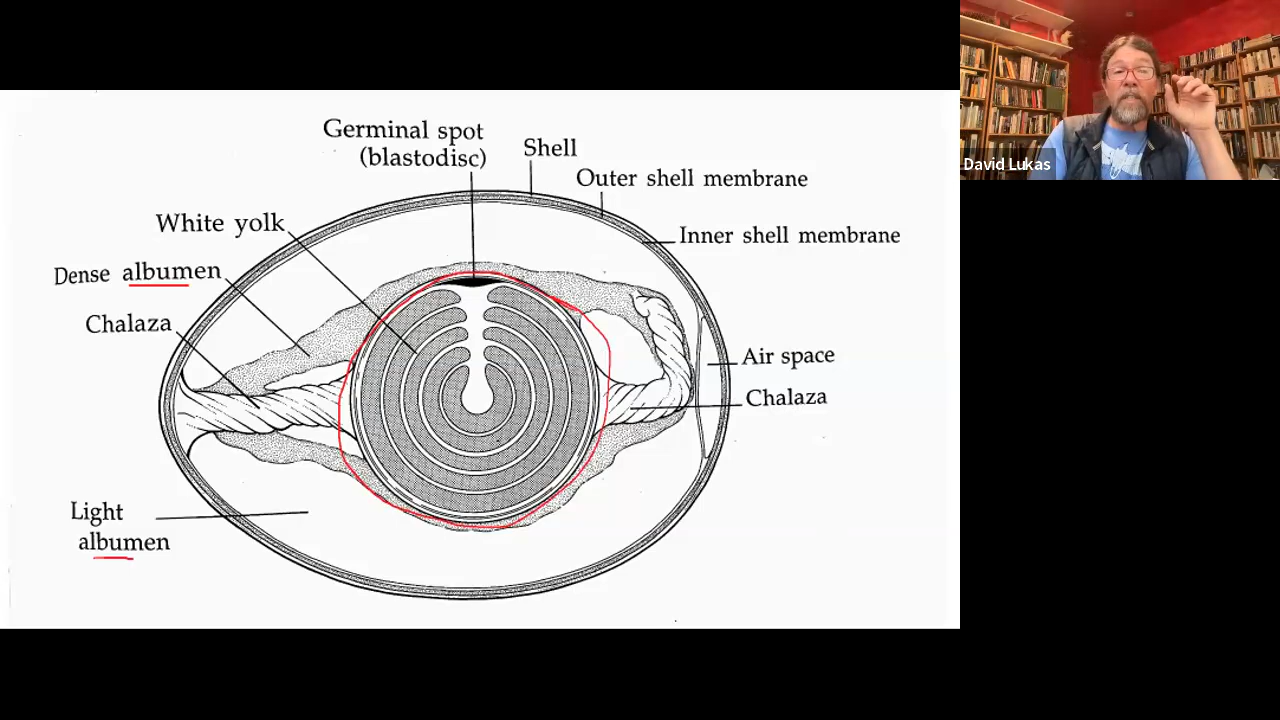 Germinal spot
(blastodisc)
Shell
Outer shell membrane
White yolk
Inner shell membrane
Dense albumen
Chalaza
Air space
Chalaza
Light
albumen
David Lukas